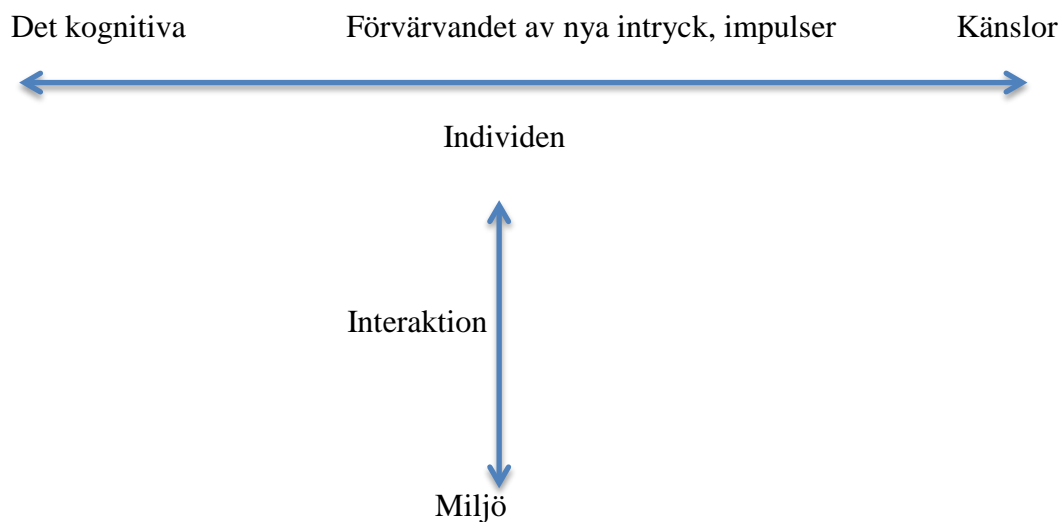 Det kognitiva Förvärvandet av nya intryck, impulser Känslor
Individen
Interaktion
Miljö